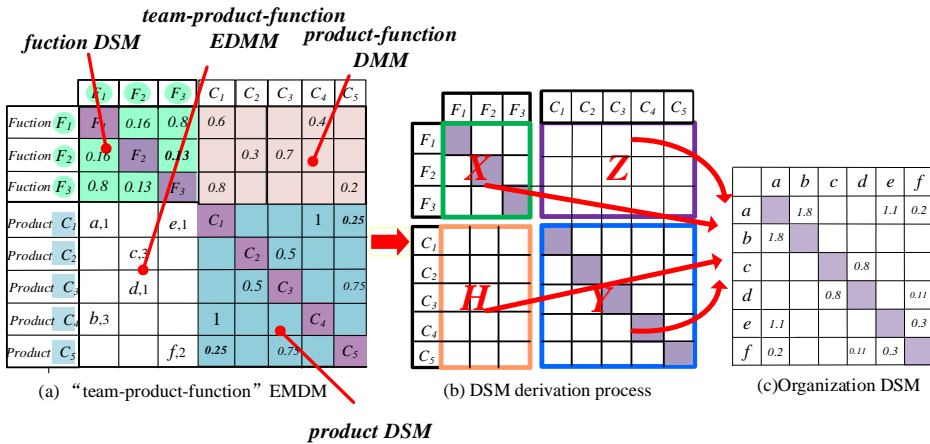 team-product-function
EDMM
fuction DSM
product-function
DMM
F1 F2 F3 C1 C2 C3 C4 C5
Fuction F1 F1 0.16 0.8 0.6 0.4
Fuction F2 0.16 F2 0.13 0.3 0.7
Fuction F3 0.8 0.13 F3 0.8 0.2
Product C1 a,1 e,1 C1 1 0.25
Product C2 c,3 C2 0.5
Product C3 d,1 0.5 C3 0.75
Product C4 b,3 1 C4
Product C5 f,2 0.25 0.75 C5
(a) “team-product-function” EMDM
product DSM
F1 F2 F3 C1 C2 C3 C4 C5
F1
F2
F3
X Z
C1
C2
C3
C4
C5
H Y
(b) DSM derivation process
a b c d e f
a 1.8 1.1 0.2
b 1.8
c 0.8
d 0.8 0.11
e 1.1 0.3
f 0.2 0.11 0.3
(c)Organization DSM